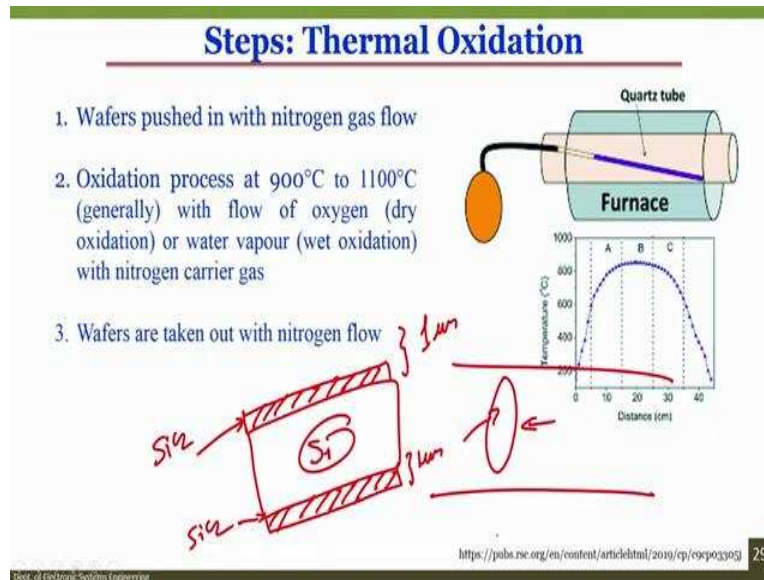 Steps: Thermal Oxidation
1. Wafers pushed in with nitrogen gas flow
2. Oxidation process at 900°C to 1100°C
(generally) with flow of oxygen (dry
oxidation) or water vapour (wet oxidation)
with nitrogen carrier gas
3. Wafers are taken out with nitrogen flow
Quartz tube
Furnace
1000
800
600
400
200
Temperature (°C)
A B C
0 10 20 30 40
Distance (cm)
1 um
SiO2
Si
1um
SiO2
https://pubs.rsc.org/en/content/articlehtml/2019/cp/c9cp03305j
29
Dept. of Electronic Systems Engineering